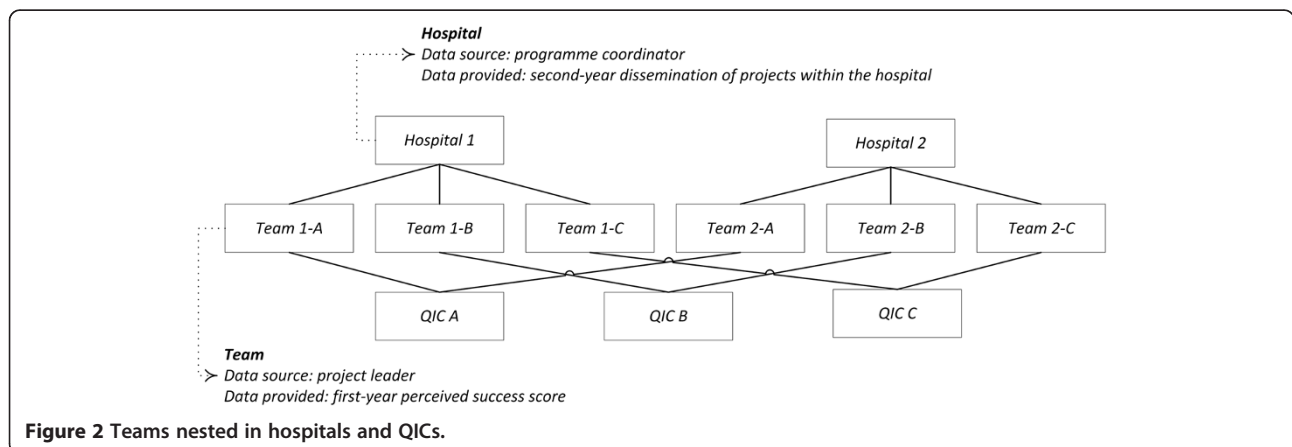 Hospital
Data source: programme coordinator
Data provided: second-year dissemination of projects within the hospital
Hospital 1
Hospital 2
Team 1-A
Team 1-B
Team 1-C
Team 2-A
Team 2-B
Team 2-C
QIC A
QIC B
QIC C
Team
Data source: project leader
Data provided: first-year perceived success score
Figure 2 Teams nested in hospitals and QICs.